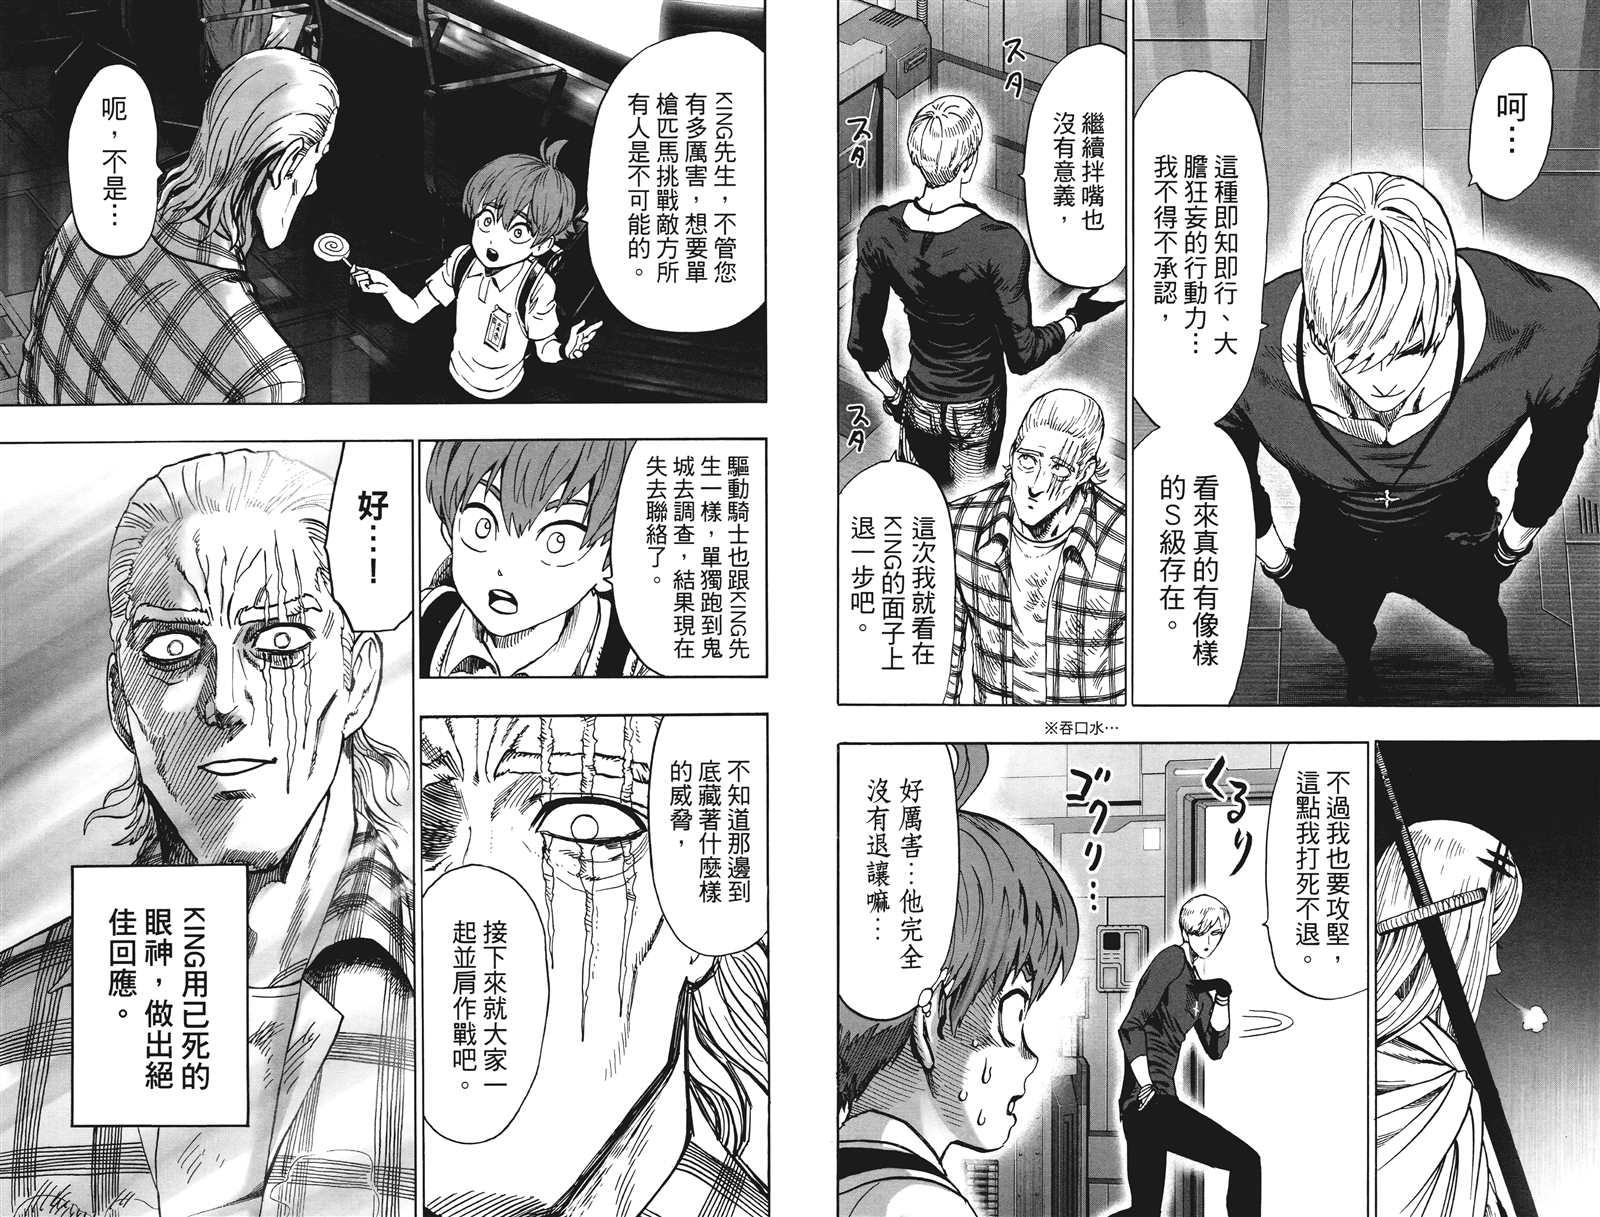 呵…
這種即知即行、大
膽狂妄的行動力…
我不得不承認，
看來真的有像樣
的S級存在。
繼續拌嘴也
沒有意義，
スタ
スタ
スタ
這次我就看在
KING的面子上
退一步吧。
不過我也要攻堅，
這點我打死不退。
※吞口水…
くるり
ゴクリ…
好厲害…他完全
沒有退讓嘛…
KING先生，不管您
有多厲害，想要單
槍匹馬挑戰敵方所
有人是不可能的。
呃，不是…
驅動騎士也跟KING先
生一樣，單獨跑到鬼
城去調查，結果現在
失去聯絡了。
好…！
不知道那邊到
底藏著什麼樣
的威脅，
接下來就大家一
起並肩作戰吧。
KING用已死的
眼神，做出絕
佳回應。